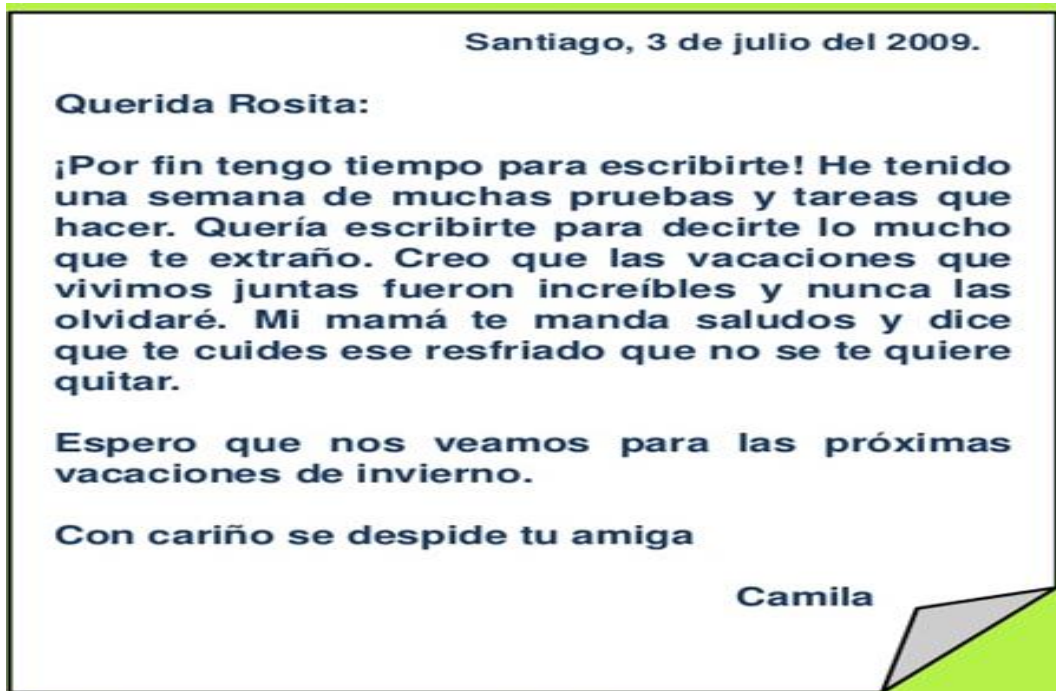 Santiago, 3 de julio del 2009.
Querida Rosita:
¡Por fin tengo tiempo para escribirte! He tenido
una semana de muchas pruebas y tareas que
hacer. Quería escribirte para decirte lo mucho
que te extraño. Creo que las vacaciones que
vivimos juntas fueron increíbles y nunca las
olvidaré. Mi mamá te manda saludos y dice
que te cuides ese resfriado que no se te quiere
quitar.
Espero que nos veamos para las próximas
vacaciones de invierno.
Con cariño se despide tu amiga
Camila